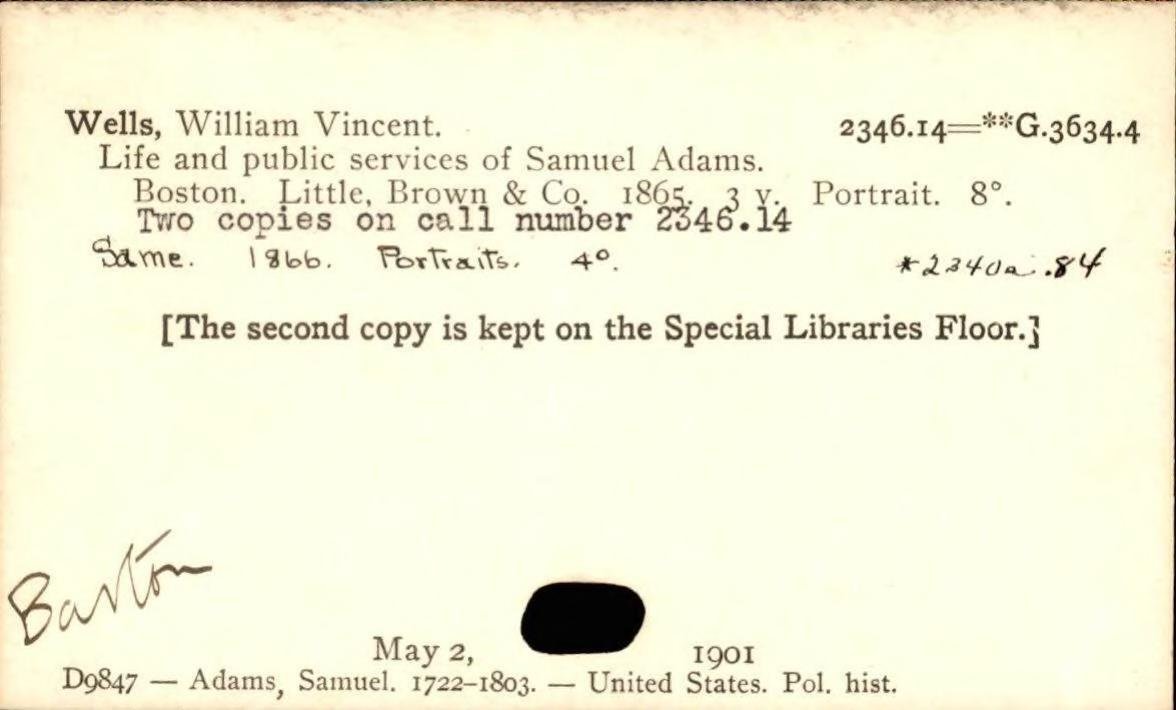 Wells, William Vincent. 2346.14=**G.3634.4
Life and public services of Samuel Adams.
Boston. Little, Brown & Co. 1865. 3 v. Portrait. 8°.
Two copies on call number 2346.14
Same. 1866. Portraits. 4°. *2340a.84
[The second copy is kept on the Special Libraries Floor.]
Barton
May 2, 1901
D9847 — Adams, Samuel. 1722–1803. — United States. Pol. hist.